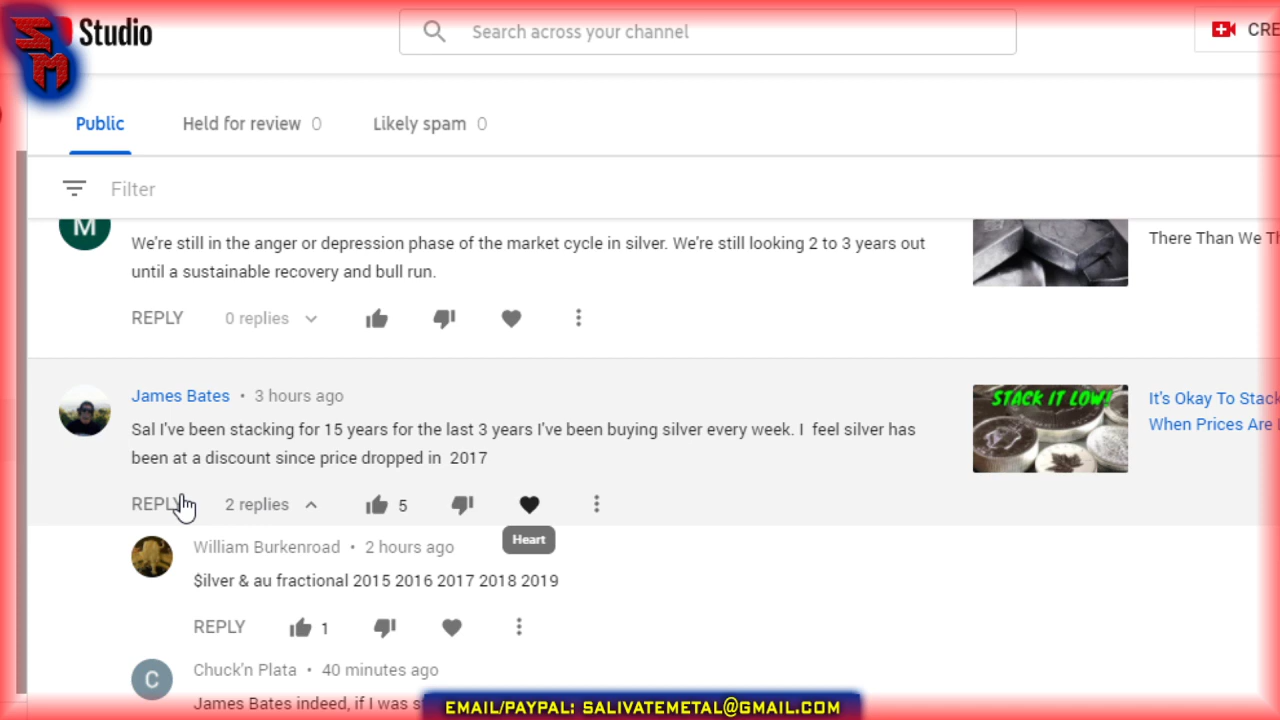 SM
Studio
Search across your channel
CRE
Public
Held for review 0
Likely spam 0
Filter
M
We're still in the anger or depression phase of the market cycle in silver. We're still looking 2 to 3 years out
until a sustainable recovery and bull run.
There Than We Th
REPLY
0 replies
James Bates • 3 hours ago
Sal I've been stacking for 15 years for the last 3 years I've been buying silver every week. I feel silver has
been at a discount since price dropped in 2017
STACK IT LOW!
It's Okay To Stack
When Prices Are
REPLY
2 replies
5
Heart
William Burkenroad • 2 hours ago
$ilver & au fractional 2015 2016 2017 2018 2019
REPLY
1
C
Chuck'n Plata • 40 minutes ago
James Bates indeed, if I was s
EMAIL/PAYPAL: SALIVATEMETAL@GMAIL.COM